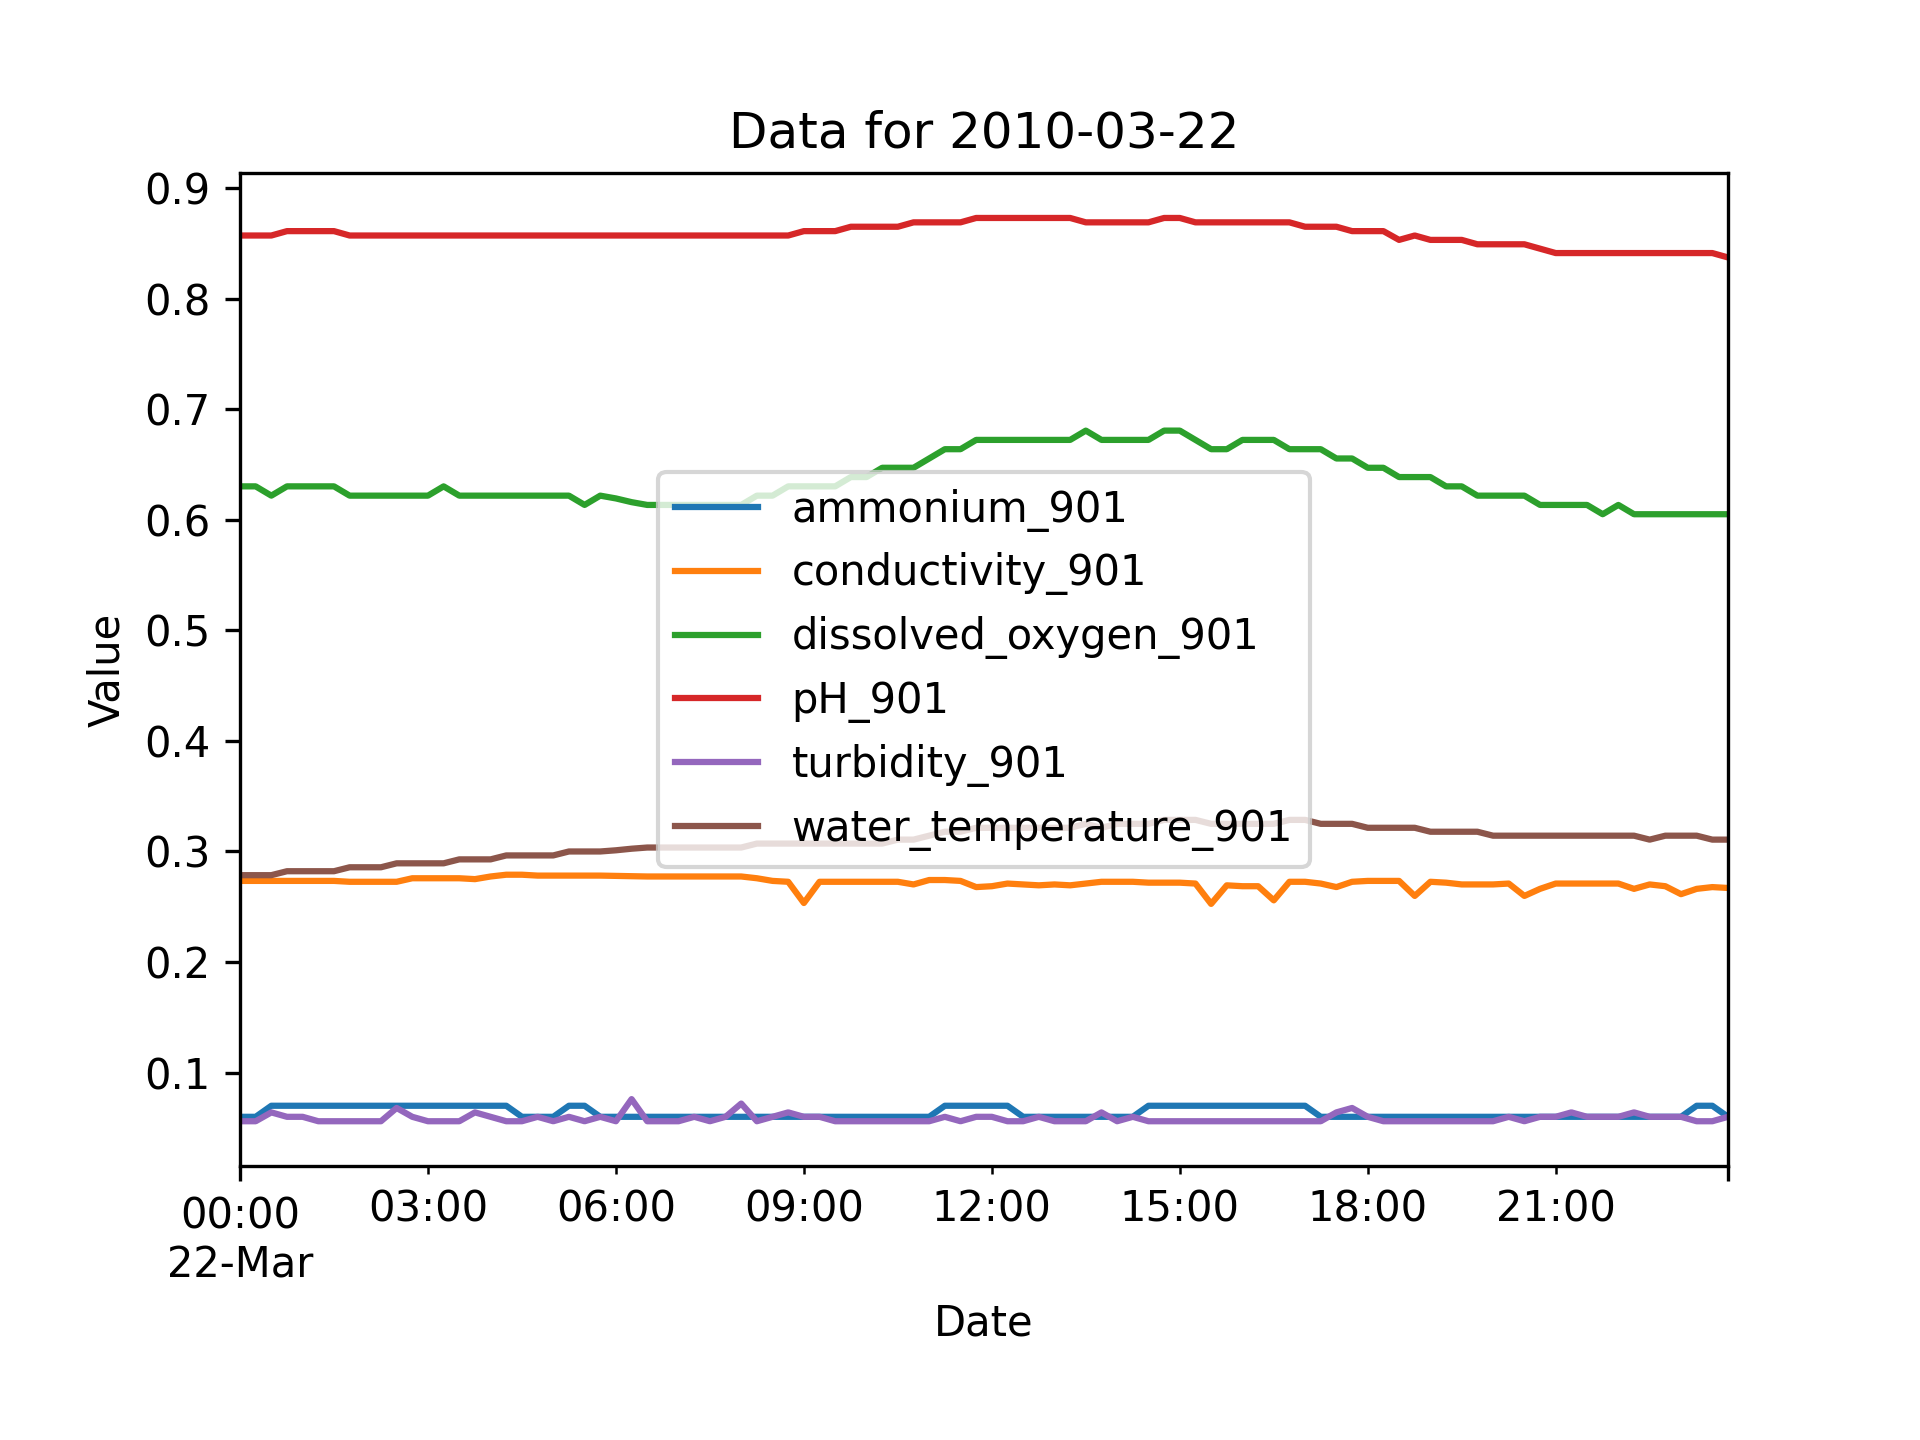 Data for 2010-03-22
0.9
0.8
0.7
0.6
0.5
0.4
0.3
0.2
0.1
Value
ammonium_901
conductivity_901
dissolved_oxygen_901
pH_901
turbidity_901
water_temperature_901
00:00 03:00 06:00 09:00 12:00 15:00 18:00 21:00
22-Mar
Date